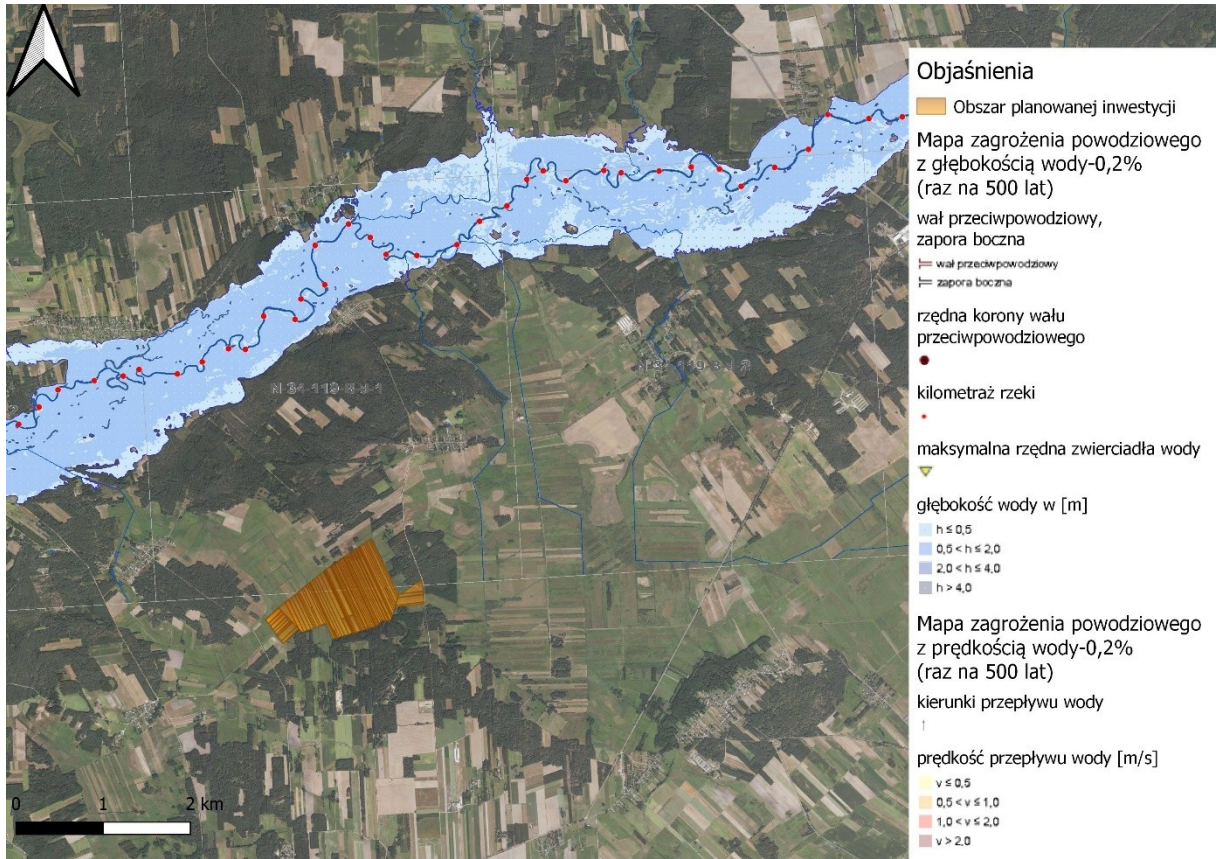 Objaśnienia
Obszar planowanej inwestycji
Mapa zagrożenia powodziowego
z głębokością wody-0,2%
(raz na 500 lat)
wał przeciwpowodziowy,
zapora boczna
wał przeciwpowodziowy
zapora boczna
rzędna korony wału
przeciwpowodziowego
kilometraż rzeki
maksymalna rzędna zwierciadła wody
głębokość wody w [m]
h ≤ 0,5
0,5 < h ≤ 2,0
2,0 < h ≤ 4,0
h > 4,0
Mapa zagrożenia powodziowego
z prędkością wody-0,2%
(raz na 500 lat)
kierunki przepływu wody
prędkość przepływu wody [m/s]
v ≤ 0,5
0,5 < v ≤ 1,0
1,0 < v ≤ 2,0
v > 2,0
0 1 2 km